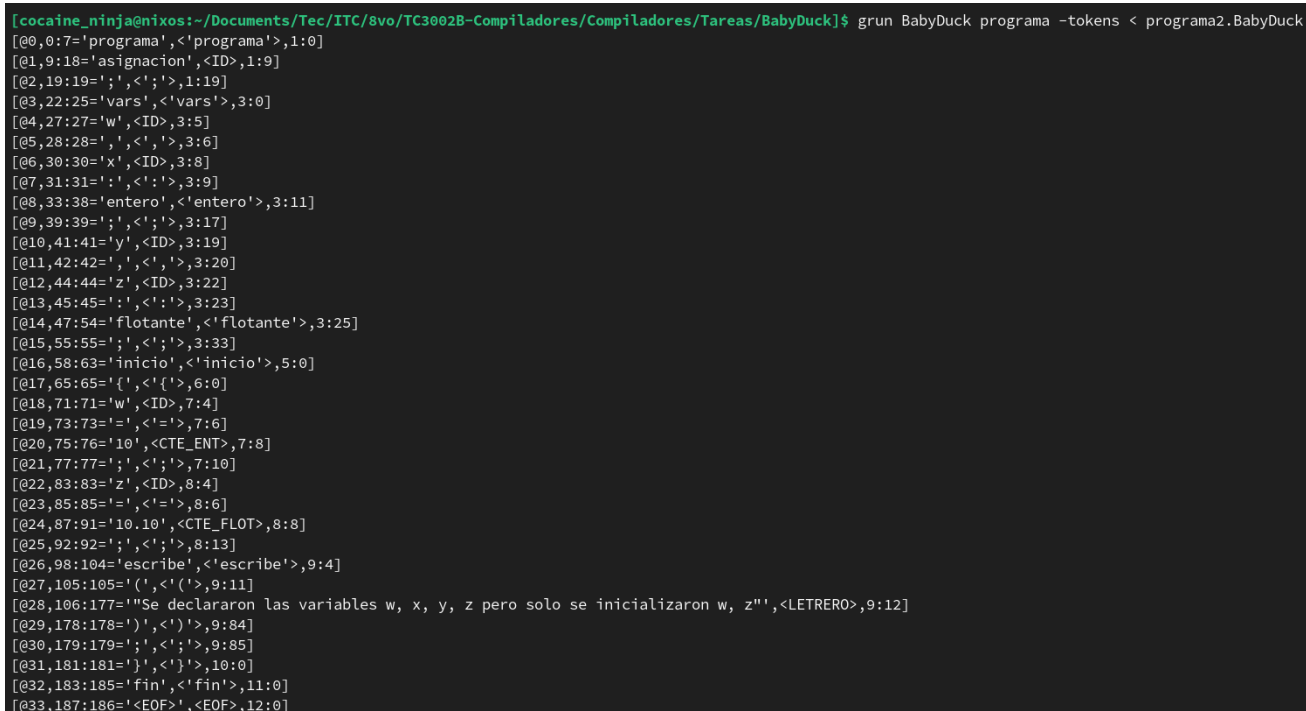 [cocaine_ninja@nixos:~/Documents/Tec/ITC/8vo/TC3002B-Compiladores/Compiladores/Tareas/BabyDuck]$ grun BabyDuck programa -tokens < programa2.BabyDuck
[@0,0:7='programa',<'programa'>,1:0]
[@1,9:18='asignacion',<ID>,1:9]
[@2,19:19=';',<';'>,1:19]
[@3,22:25='vars',<'vars'>,3:0]
[@4,27:27='w',<ID>,3:5]
[@5,28:28=',',<','>,3:6]
[@6,30:30='x',<ID>,3:8]
[@7,31:31=':',<':'>,3:9]
[@8,33:38='entero',<'entero'>,3:11]
[@9,39:39=';',<';'>,3:17]
[@10,41:41='y',<ID>,3:19]
[@11,42:42=',',<','>,3:20]
[@12,44:44='z',<ID>,3:22]
[@13,45:45=':',<':'>,3:23]
[@14,47:54='flotante',<'flotante'>,3:25]
[@15,55:55=';',<';'>,3:33]
[@16,58:63='inicio',<'inicio'>,5:0]
[@17,65:65='{',<'{'>,6:0]
[@18,71:71='w',<ID>,7:4]
[@19,73:73='=',<'='>,7:6]
[@20,75:76='10',<CTE_ENT>,7:8]
[@21,77:77=';',<';'>,7:10]
[@22,83:83='z',<ID>,8:4]
[@23,85:85='=',<'='>,8:6]
[@24,87:91='10.10',<CTE_FLOT>,8:8]
[@25,92:92=';',<';'>,8:13]
[@26,98:104='escribe',<'escribe'>,9:4]
[@27,105:105='(',<'('>,9:11]
[@28,106:177='"Se declararon las variables w, x, y, z pero solo se inicializaron w, z"',<LETRERO>,9:12]
[@29,178:178=')',<')'>,9:84]
[@30,179:179=';',<';'>,9:85]
[@31,181:181='}',<'}'>,10:0]
[@32,183:185='fin',<'fin'>,11:0]
[@33,187:186='<EOF>',<EOF>,12:0]